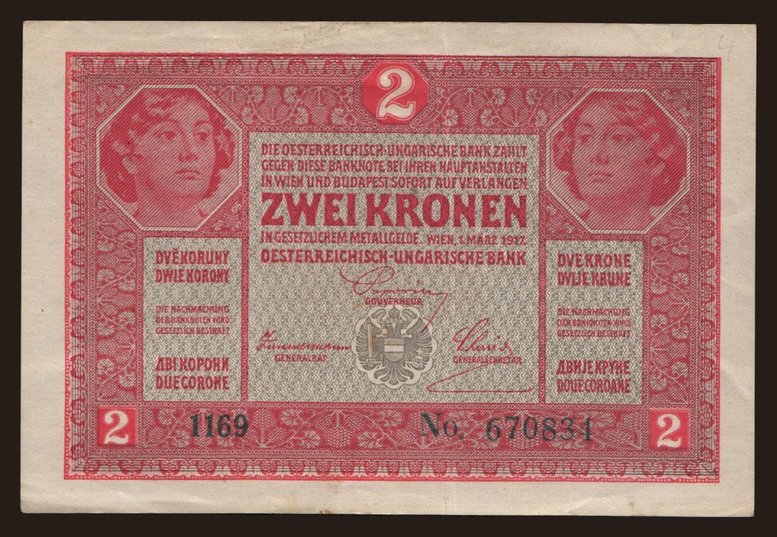 2
DIE OESTERREICHISCH-UNGARISCHE BANK ZAHLT
GEGEN DIESE BANKNOTE BEI IHREN HAUPTANSTALTEN
IN WIEN UND BUDAPEST SOFORT AUF VERLANGEN
ZWEI KRONEN
IN GESETZLICHEM METALLGELDE. WIEN, 1. MÄRZ 1917.
OESTERREICHISCH-UNGARISCHE BANK
GOUVERNEUR
GENERALRAT
GENERALSEKRETÄR
DVĚ KORUNY
DWIE KORONY
DIE NACHMACHUNG
DER BANKNOTEN WIRD
GESETZLICH BESTRAFT
ДВІ КОРОНИ
DUE CORONE
DVE KRONE
DVIJE KRUNE
DIE NACHMACHUNG
DER BANKNOTEN WIRD
GESETZLICH BESTRAFT
ДВИЈЕ КРУНЕ
DOUE COROANE
2
1169
No. 670834
2